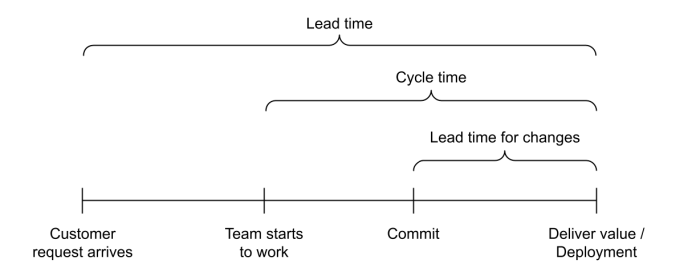 Lead time
Cycle time
Lead time for changes
Customer
request arrives
Team starts
to work
Commit
Deliver value /
Deployment